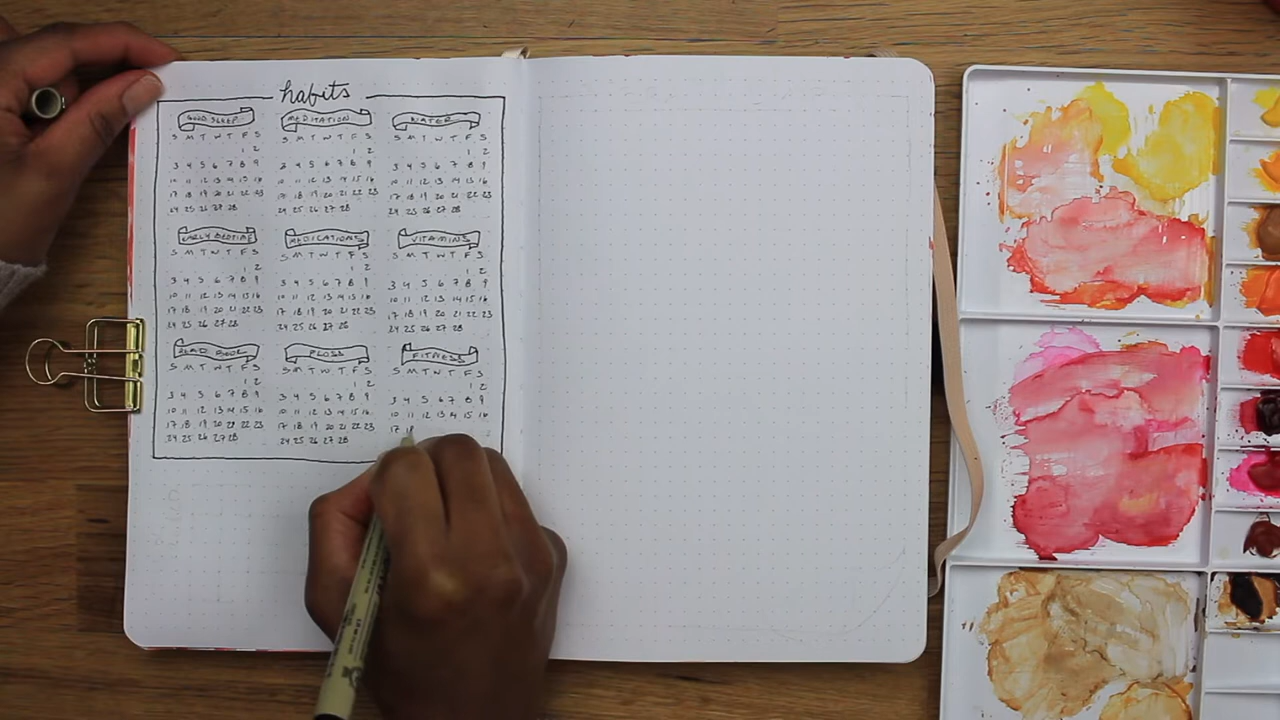 habits
GOOD SLEEP MEDITATION WATER
S M T W T F S S M T W T F S S M T W T F S
1 2 1 2 1 2
3 4 5 6 7 8 9 3 4 5 6 7 8 9 3 4 5 6 7 8 9
10 11 12 13 14 15 16 10 11 12 13 14 15 16 10 11 12 13 14 15 16
17 18 19 20 21 22 23 17 18 19 20 21 22 23 17 18 19 20 21 22 23
24 25 26 27 28 24 25 26 27 28 24 25 26 27 28
EARLY BEDTIME MEDICATIONS VITAMINS
S M T W T F S S M T W T F S S M T W T F S
1 2 1 2 1 2
3 4 5 6 7 8 9 3 4 5 6 7 8 9 3 4 5 6 7 8 9
10 11 12 13 14 15 16 10 11 12 13 14 15 16 10 11 12 13 14 15 16
17 18 19 20 21 22 23 17 18 19 20 21 22 23 17 18 19 20 21 22 23
24 25 26 27 28 24 25 26 27 28 24 25 26 27 28
READ BOOK FLOSS FITNESS
S M T W T F S S M T W T F S S M T W T F S
1 2 1 2 1 2
3 4 5 6 7 8 9 3 4 5 6 7 8 9 3 4 5 6 7 8 9
10 11 12 13 14 15 16 10 11 12 13 14 15 16 10 11 12 13 14 15 16
17 18 19 20 21 22 23 17 18 19 20 21 22 23 17 18
24 25 26 27 28 24 25 26 27 28